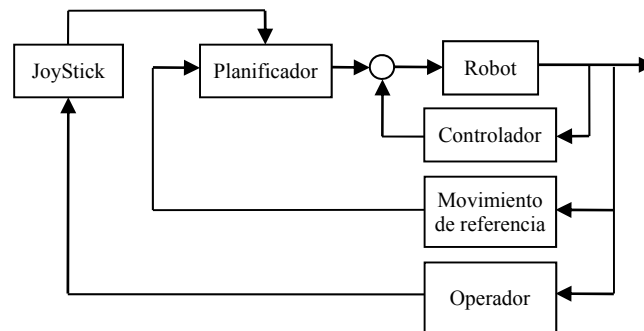 JoyStick
Planificador
Robot
Controlador
Movimiento
de referencia
Operador